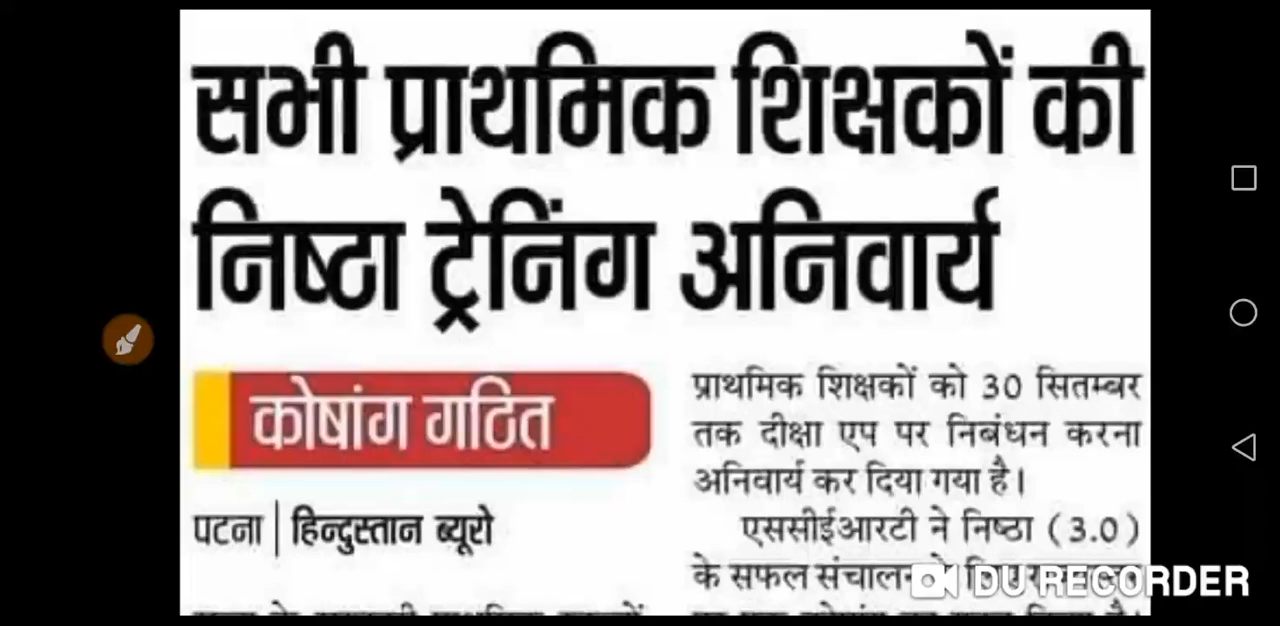 सभी प्राथमिक शिक्षकों की
निष्ठा ट्रेनिंग अनिवार्य
कोषांग गठित
पटना | हिन्दुस्तान ब्यूरो
प्राथमिक शिक्षकों को 30 सितम्बर
तक दीक्षा एप पर निबंधन करना
अनिवार्य कर दिया गया है।
एससीईआरटी ने निष्ठा (3.0)
के सफल संचालन
DU RECORDER